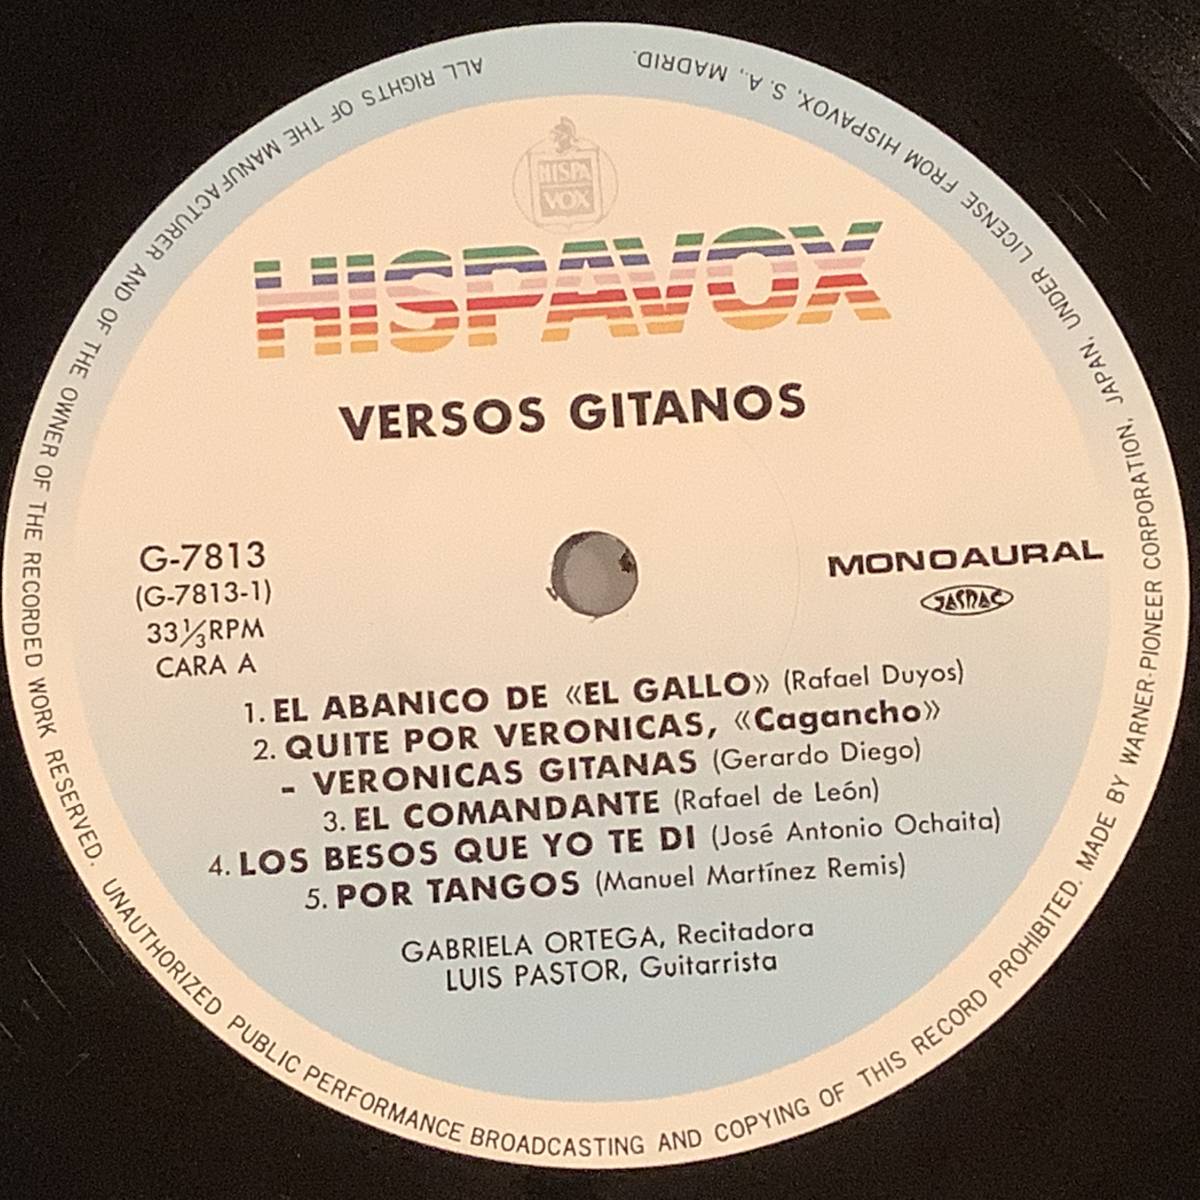 ALL RIGHTS OF THE MANUFACTURER AND OF THE OWNER OF THE RECORDED WORK RESERVED. UNAUTHORIZED PUBLIC PERFORMANCE BROADCASTING AND COPYING OF THIS RECORD PROHIBITED. MADE BY WARNER-PIONEER CORPORATION, JAPAN, UNDER LICENSE FROM HISPAVOX, S. A., MADRID.
HISPA
VOX
HISPAVOX
VERSOS GITANOS
G-7813
(G-7813-1)
33⅓RPM
CARA A
MONOAURAL
JASRAC
1. EL ABANICO DE «EL GALLO» (Rafael Duyos)
2. QUITE POR VERONICAS, «Cagancho»
- VERONICAS GITANAS (Gerardo Diego)
3. EL COMANDANTE (Rafael de León)
4. LOS BESOS QUE YO TE DI (José Antonio Ochaita)
5. POR TANGOS (Manuel Martínez Remis)
GABRIELA ORTEGA, Recitadora
LUIS PASTOR, Guitarrista